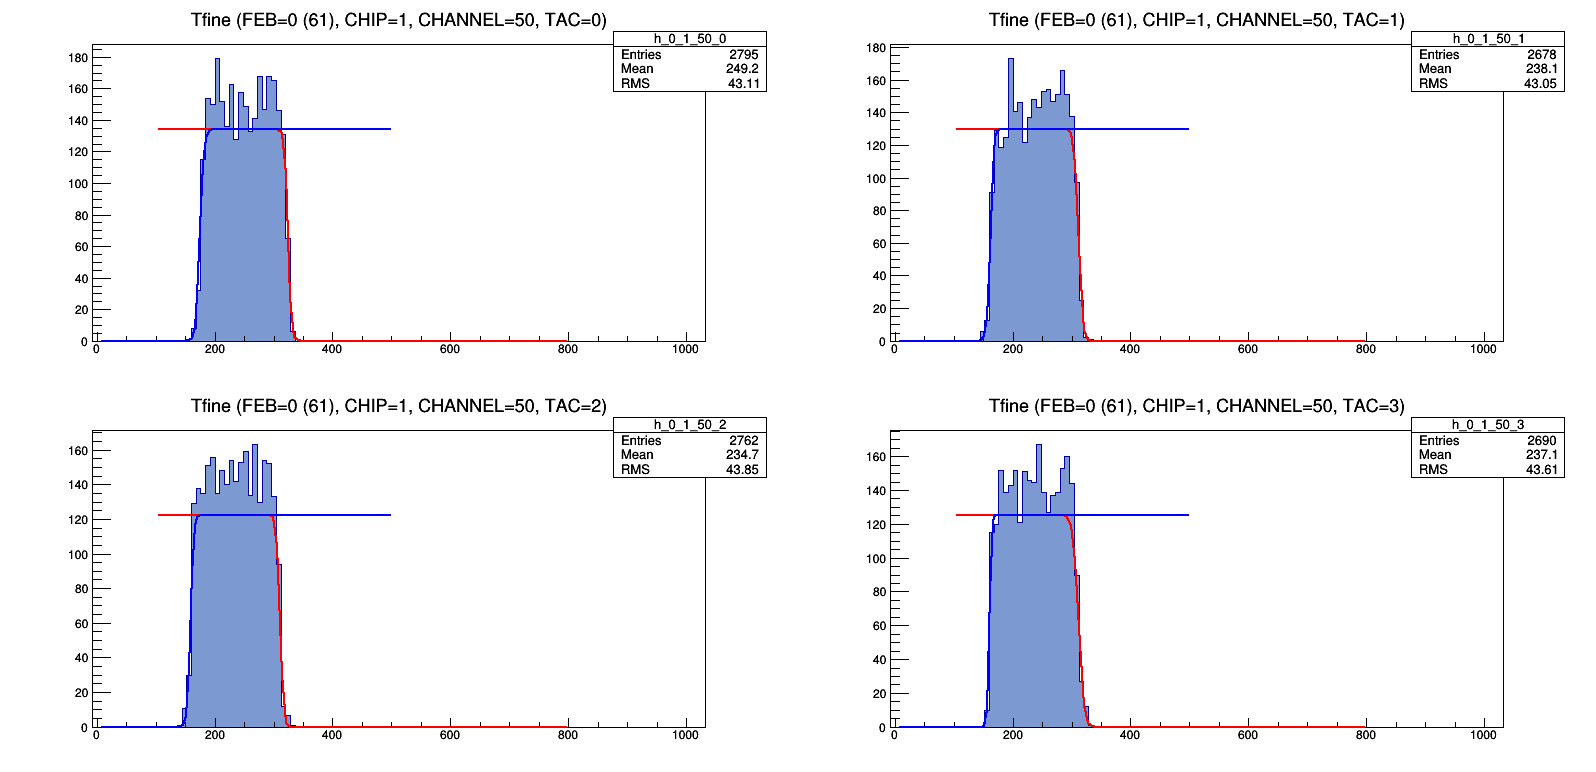 Tfine (FEB=0 (61), CHIP=1, CHANNEL=50, TAC=0)
h_0_1_50_0
Entries 2795
Mean 249.2
RMS 43.11
180
160
140
120
100
80
60
40
20
0
0 200 400 600 800 1000
Tfine (FEB=0 (61), CHIP=1, CHANNEL=50, TAC=1)
h_0_1_50_1
Entries 2678
Mean 238.1
RMS 43.05
180
160
140
120
100
80
60
40
20
0
0 200 400 600 800 1000
Tfine (FEB=0 (61), CHIP=1, CHANNEL=50, TAC=2)
h_0_1_50_2
Entries 2762
Mean 234.7
RMS 43.85
160
140
120
100
80
60
40
20
0
0 200 400 600 800 1000
Tfine (FEB=0 (61), CHIP=1, CHANNEL=50, TAC=3)
h_0_1_50_3
Entries 2690
Mean 237.1
RMS 43.61
160
140
120
100
80
60
40
20
0
0 200 400 600 800 1000